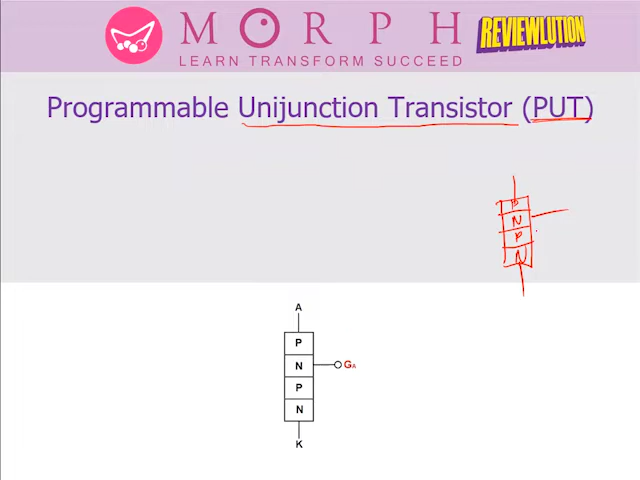 MORPH
REVIEWLUTION
LEARN TRANSFORM SUCCEED
Programmable Unijunction Transistor (PUT)
P
N
P
N
A
P
N GA
P
N
K